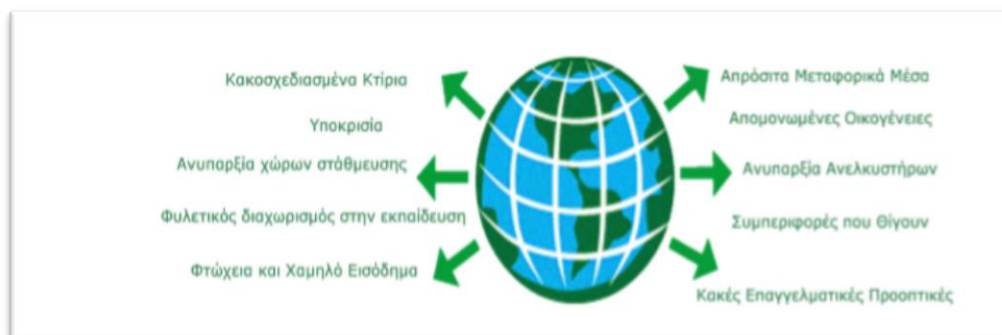 Κακοσχεδιασμένα Κτίρια
Υποκρισία
Ανυπαρξία χώρων στάθμευσης
Φυλετικός διαχωρισμός στην εκπαίδευση
Φτώχεια και Χαμηλό Εισόδημα
Απρόσιτα Μεταφορικά Μέσα
Απομονωμένες Οικογένειες
Ανυπαρξία Ανελκυστήρων
Συμπεριφορές που Θίγουν
Κακές Επαγγελματικές Προοπτικές